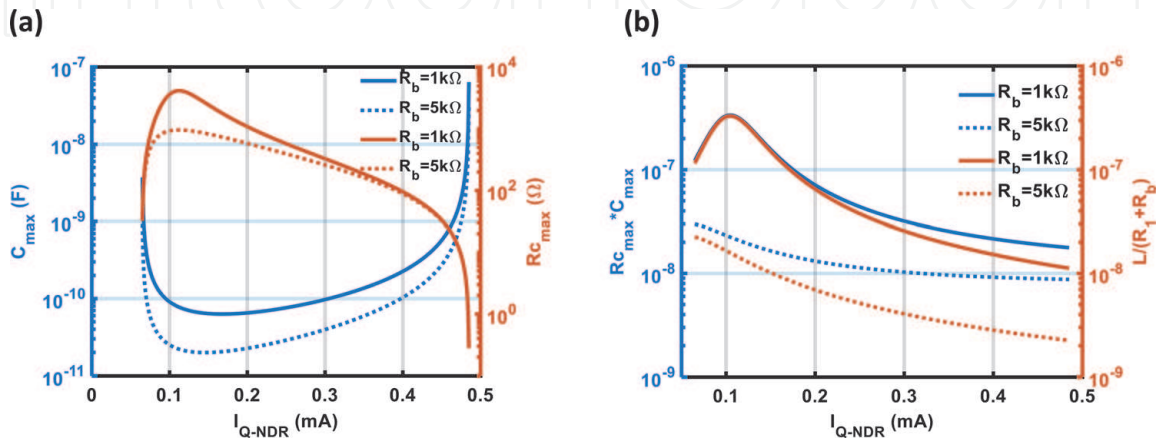 (a)
10^-7
10^-8
10^-9
10^-10
10^-11
C_max (F)
10^4
10^2
10^0
Rc_max (Ω)
R_b=1kΩ
R_b=5kΩ
R_b=1kΩ
R_b=5kΩ
0 0.1 0.2 0.3 0.4 0.5
I_Q-NDR (mA)
(b)
10^-6
10^-7
10^-8
10^-9
Rc_max*C_max
10^-6
10^-7
10^-8
10^-9
L/(R_1+R_b)
R_b=1kΩ
R_b=5kΩ
R_b=1kΩ
R_b=5kΩ
0.1 0.2 0.3 0.4 0.5
I_Q-NDR (mA)